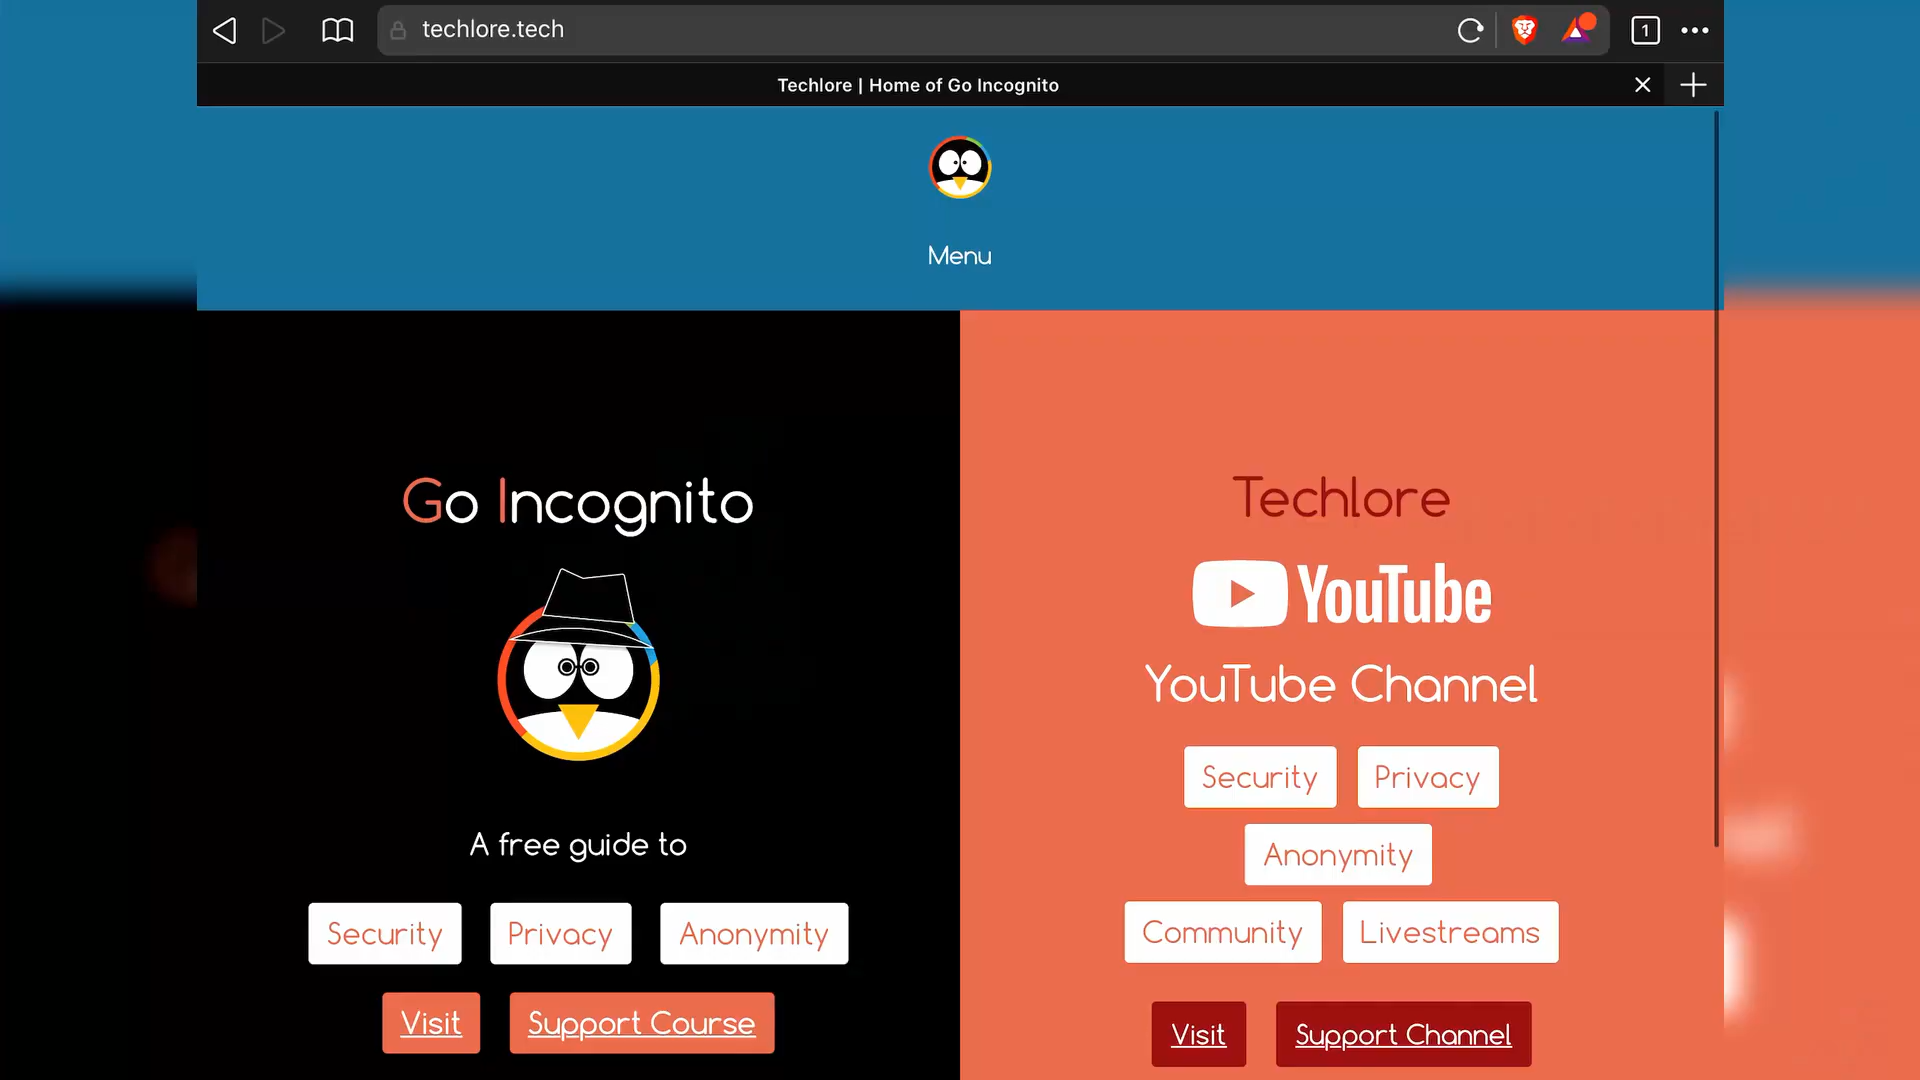 techlore.tech
1
Techlore | Home of Go Incognito
Menu
Go Incognito
A free guide to
Security Privacy Anonymity
Visit Support Course
Techlore
YouTube
YouTube Channel
Security Privacy
Anonymity
Community Livestreams
Visit Support Channel